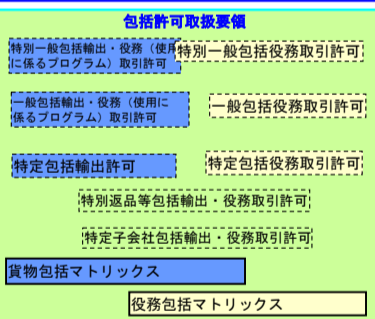 包括許可取扱要領
特別一般包括輸出・役務（使用
に係るプログラム）取引許可
特別一般包括役務取引許可
一般包括輸出・役務（使用に
係るプログラム）取引許可
一般包括役務取引許可
特定包括輸出許可
特定包括役務取引許可
特別返品等包括輸出・役務取引許可
特定子会社包括輸出・役務取引許可
貨物包括マトリックス
役務包括マトリックス